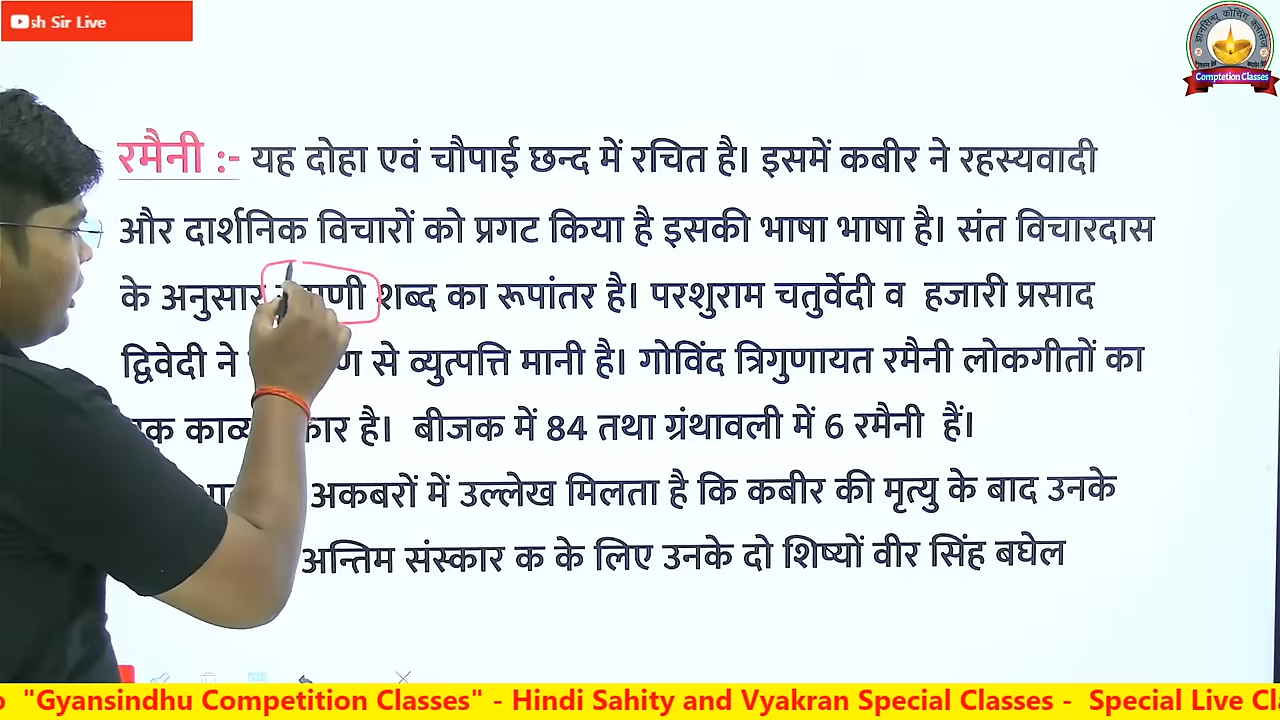 sh Sir Live
ज्ञानसिन्धु कोचिंग क्लासेज
Comptetion Classes
रमैनी :- यह दोहा एवं चौपाई छन्द में रचित है। इसमें कबीर ने रहस्यवादी
और दार्शनिक विचारों को प्रगट किया है इसकी भाषा भाषा है। संत विचारदास
के अनुसार शब्द का रूपांतर है। परशुराम चतुर्वेदी व हजारी प्रसाद
द्विवेदी ने से व्युत्पत्ति मानी है। गोविंद त्रिगुणायत रमैनी लोकगीतों का
है। बीजक में 84 तथा ग्रंथावली में 6 रमैनी हैं।
अकबरों में उल्लेख मिलता है कि कबीर की मृत्यु के बाद उनके
अन्तिम संस्कार क के लिए उनके दो शिष्यों वीर सिंह बघेल
"Gyansindhu Competition Classes" - Hindi Sahity and Vyakran Special Classes - Special Live Cl